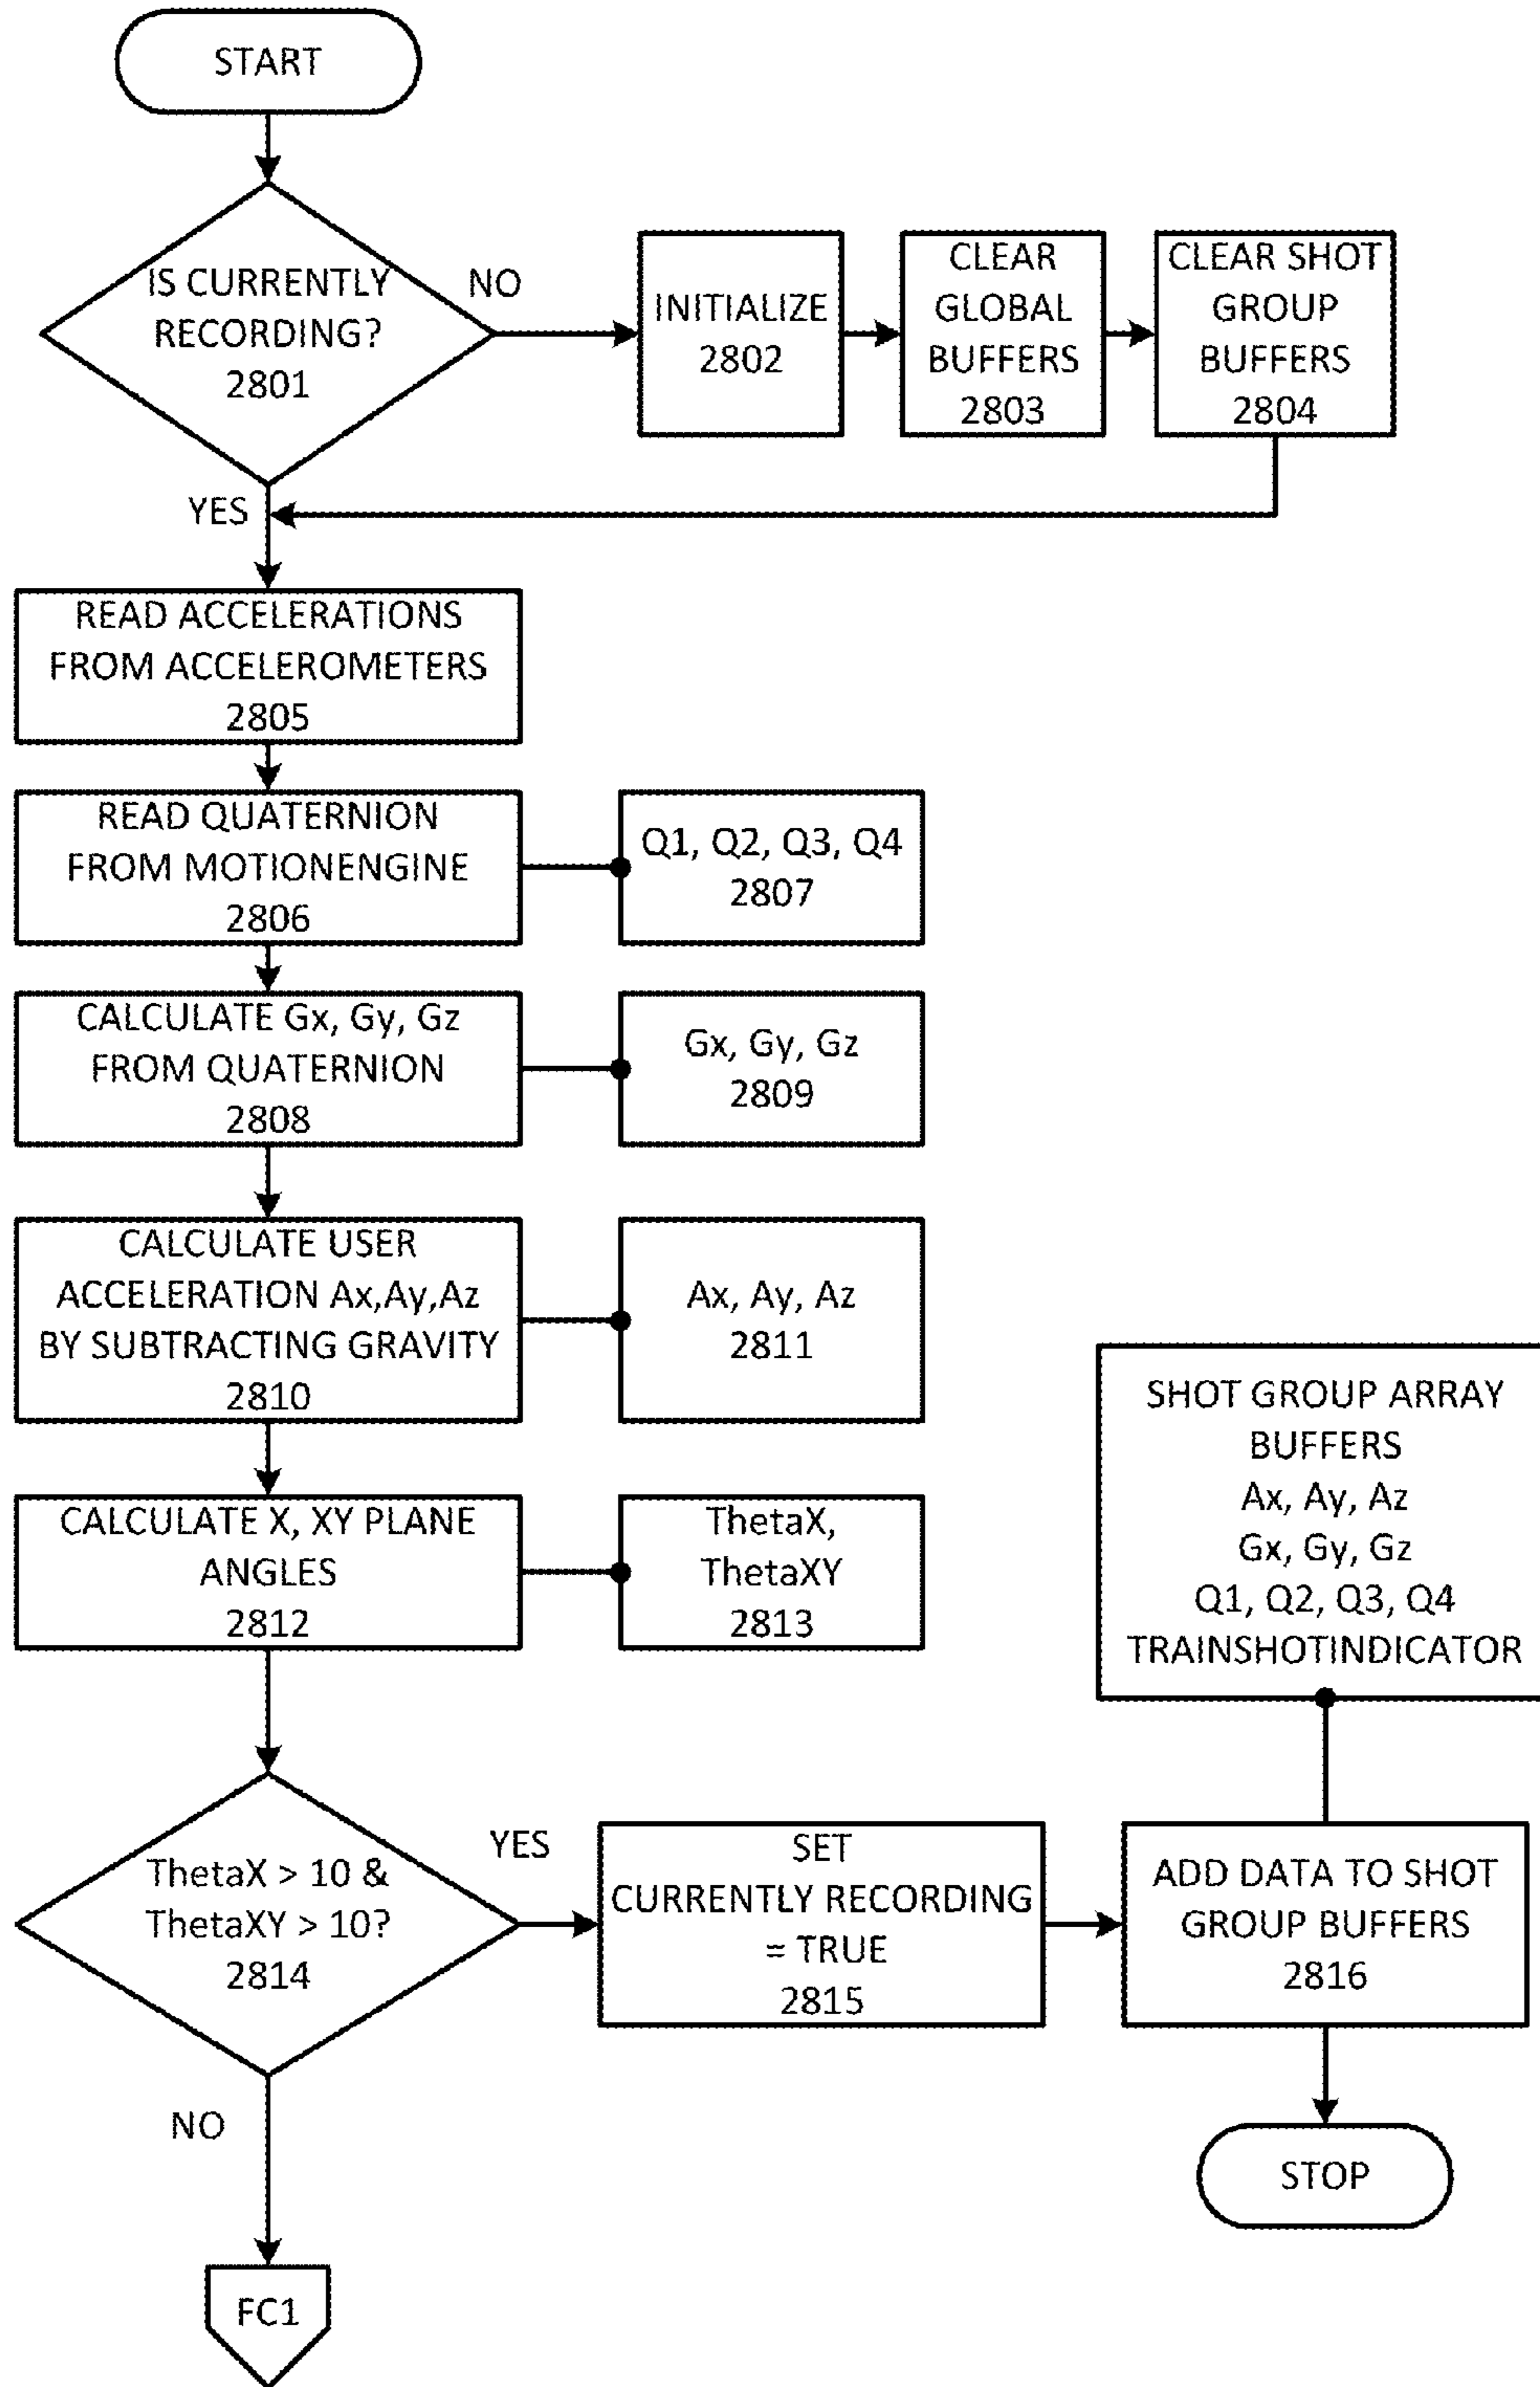 START
IS CURRENTLY
RECORDING?
2801
NO
INITIALIZE
2802
CLEAR
GLOBAL
BUFFERS
2803
CLEAR SHOT
GROUP
BUFFERS
2804
YES
READ ACCELERATIONS
FROM ACCELEROMETERS
2805
READ QUATERNION
FROM MOTIONENGINE
2806
Q1, Q2, Q3, Q4
2807
CALCULATE Gx, Gy, Gz
FROM QUATERNION
2808
Gx, Gy, Gz
2809
CALCULATE USER
ACCELERATION Ax,Ay,Az
BY SUBTRACTING GRAVITY
2810
Ax, Ay, Az
2811
CALCULATE X, XY PLANE
ANGLES
2812
ThetaX,
ThetaXY
2813
SHOT GROUP ARRAY
BUFFERS
Ax, Ay, Az
Gx, Gy, Gz
Q1, Q2, Q3, Q4
TRAINSHOTINDICATOR
ThetaX > 10 &
ThetaXY > 10?
2814
YES
SET
CURRENTLY RECORDING
= TRUE
2815
ADD DATA TO SHOT
GROUP BUFFERS
2816
NO
STOP
FC1